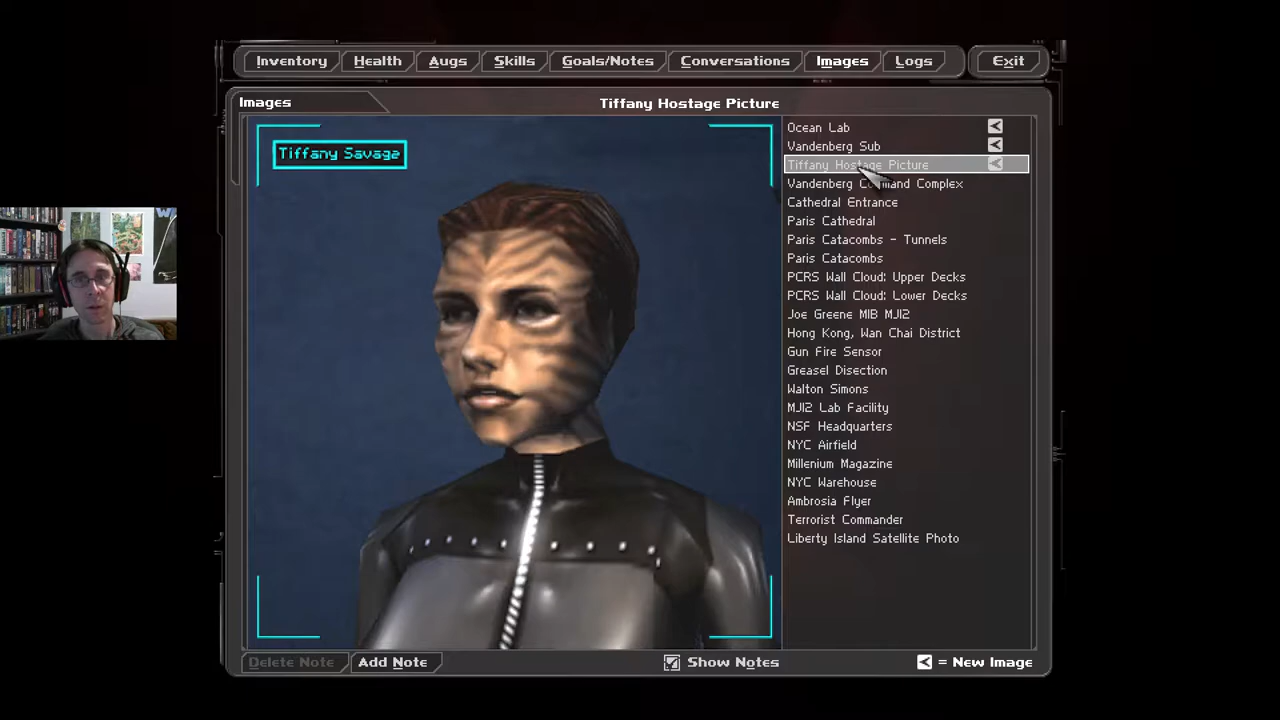 Inventory Health Augs Skills Goals/Notes Conversations Images Logs Exit
Images Tiffany Hostage Picture
Tiffany Savage
Ocean Lab
Vandenberg Sub
Tiffany Hostage Picture
Vandenberg Command Complex
Cathedral Entrance
Paris Cathedral
Paris Catacombs - Tunnels
Paris Catacombs
PCRS Wall Cloud: Upper Decks
PCRS Wall Cloud: Lower Decks
Joe Greene MIB MJ12
Hong Kong, Wan Chai District
Gun Fire Sensor
Greasel Disection
Walton Simons
MJ12 Lab Facility
NSF Headquarters
NYC Airfield
Millenium Magazine
NYC Warehouse
Ambrosia Flyer
Terrorist Commander
Liberty Island Satellite Photo
Delete Note Add Note Show Notes = New Image